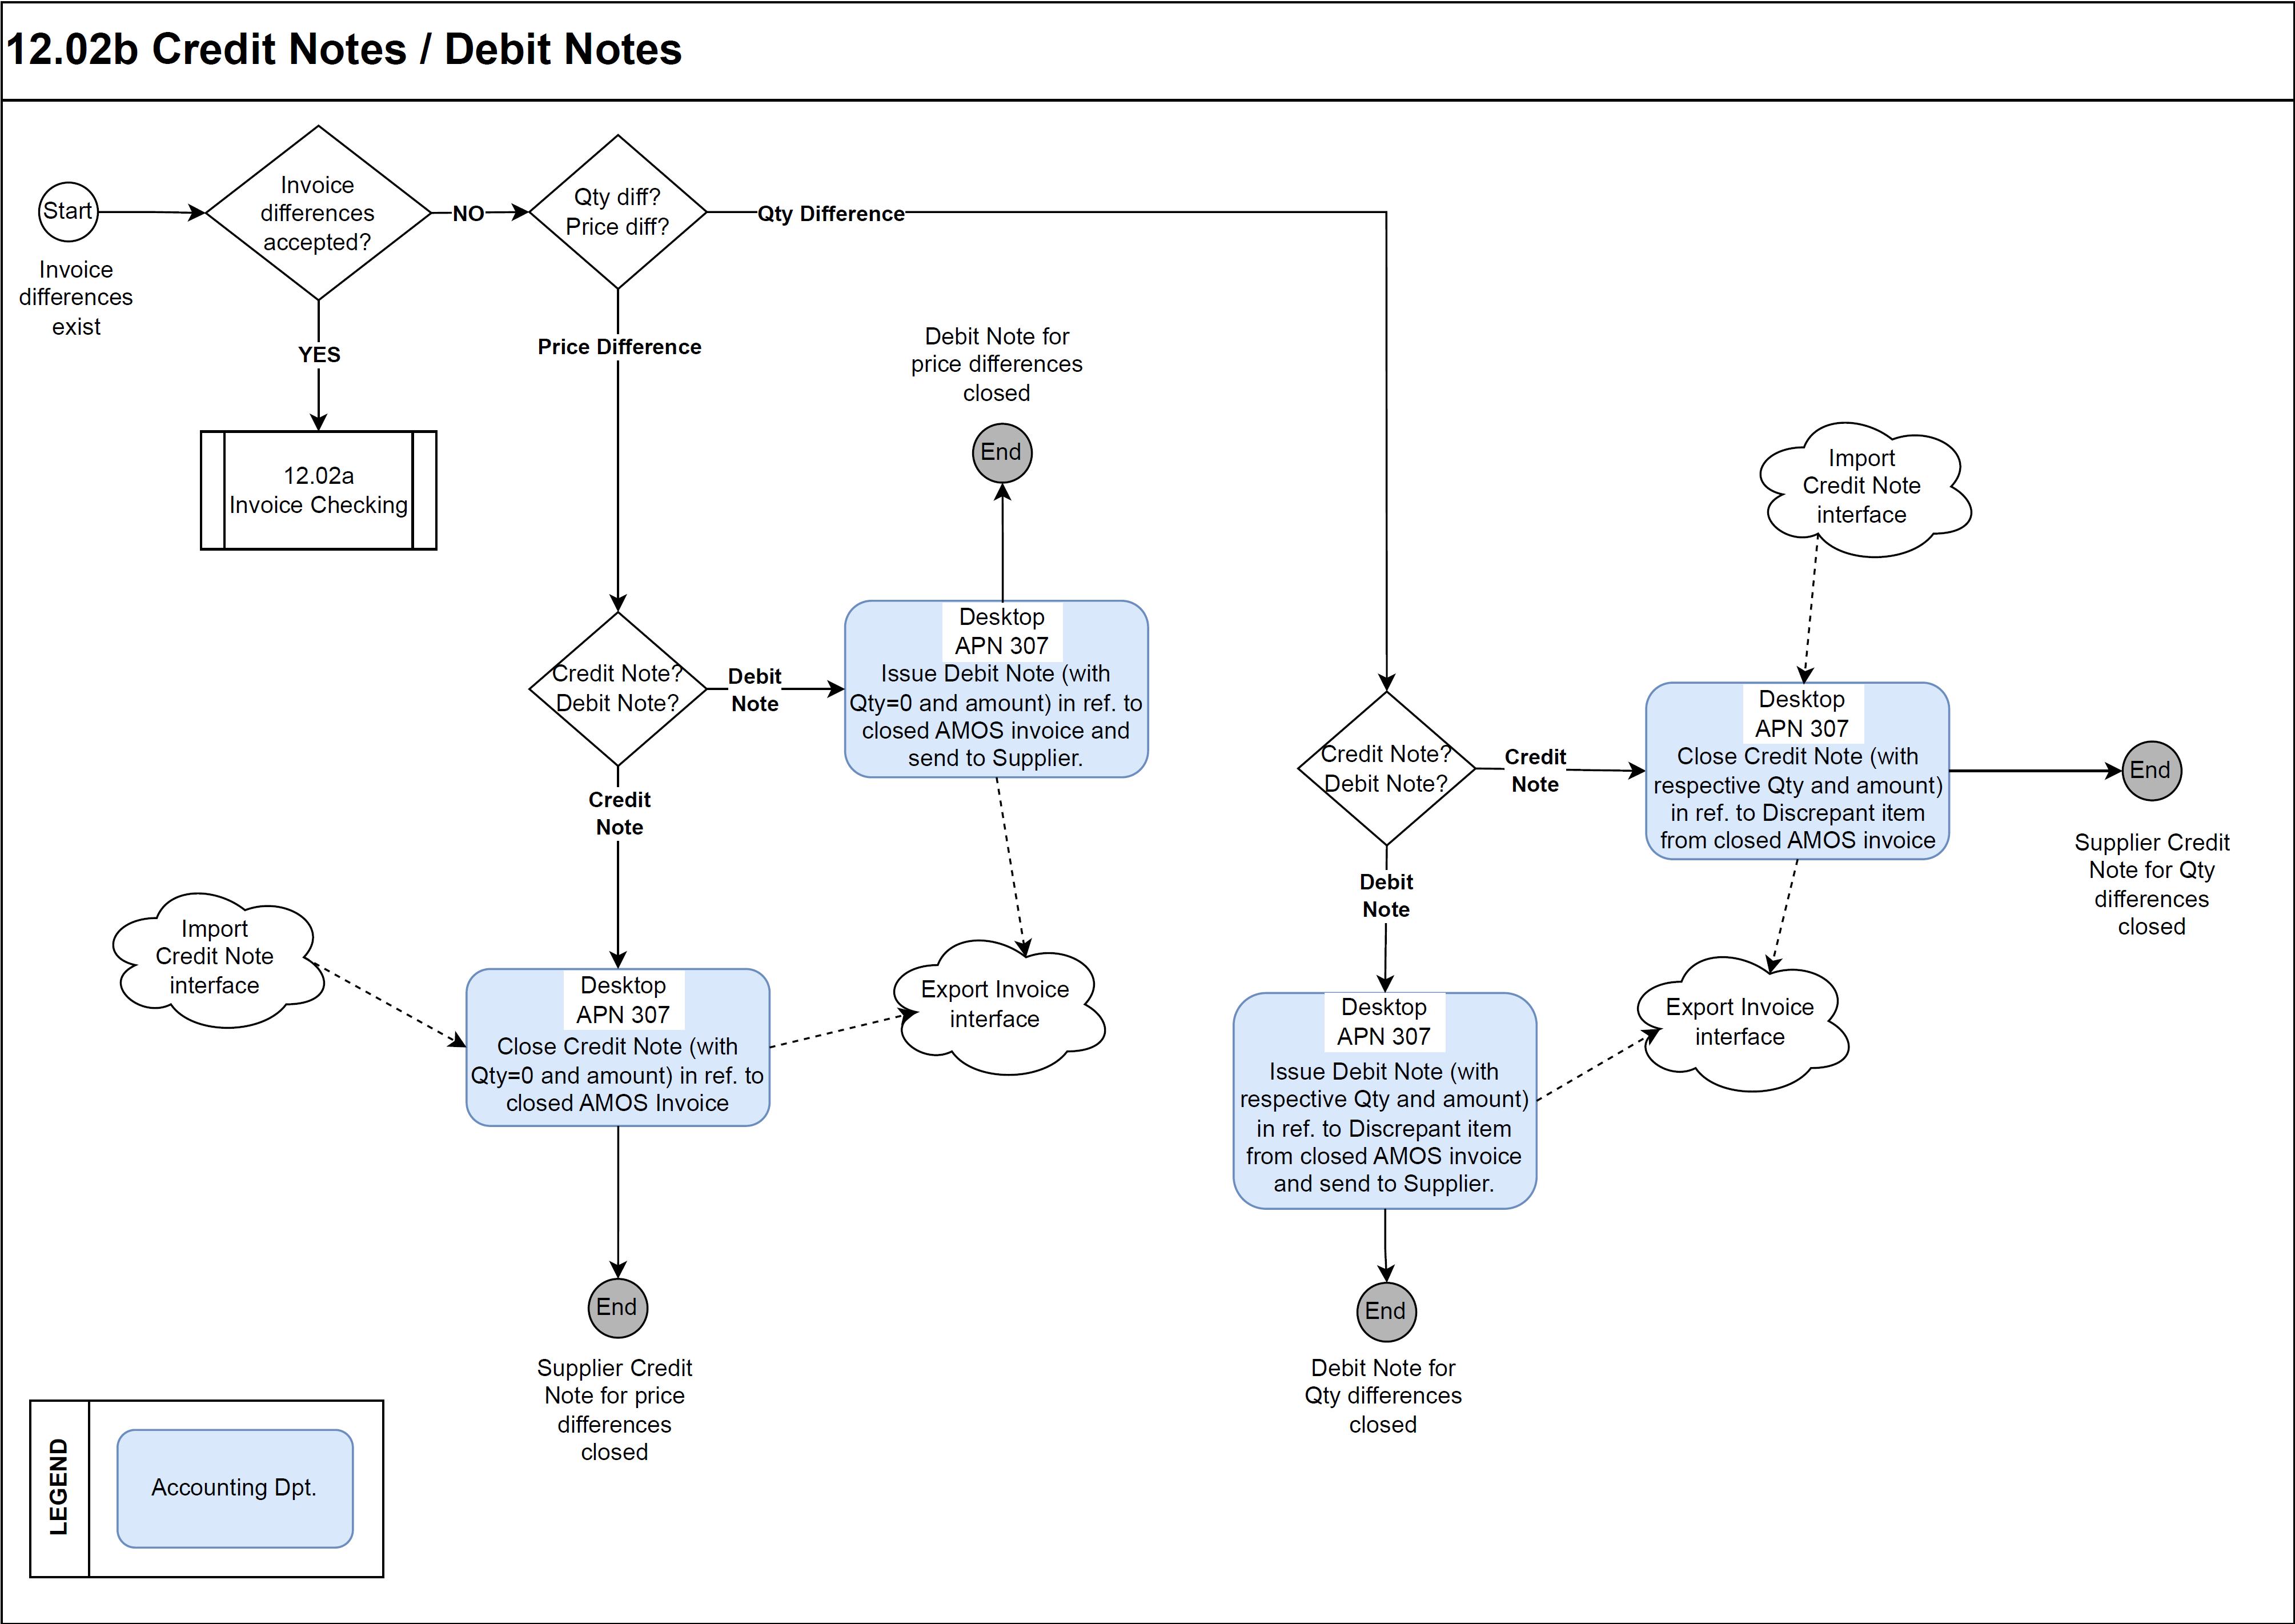 12.02b Credit Notes / Debit Notes
Start
Invoice
differences
exist
Invoice
differences
accepted?
NO
YES
12.02a
Invoice Checking
Qty diff?
Price diff?
Qty Difference
Price Difference
Debit Note for
price differences
closed
End
Desktop
APN 307
Issue Debit Note (with
Qty=0 and amount) in ref. to
closed AMOS invoice and
send to Supplier.
Credit Note?
Debit Note?
Debit
Note
Credit
Note
Import
Credit Note
interface
Desktop
APN 307
Close Credit Note (with
Qty=0 and amount) in ref. to
closed AMOS Invoice
Export Invoice
interface
End
Supplier Credit
Note for price
differences
closed
Import
Credit Note
interface
Credit Note?
Debit Note?
Credit
Note
Desktop
APN 307
Close Credit Note (with
respective Qty and amount)
in ref. to Discrepant item
from closed AMOS invoice
End
Supplier Credit
Note for Qty
differences
closed
Debit
Note
Desktop
APN 307
Issue Debit Note (with
respective Qty and amount)
in ref. to Discrepant item
from closed AMOS invoice
and send to Supplier.
Export Invoice
interface
End
Debit Note for
Qty differences
closed
LEGEND
Accounting Dpt.